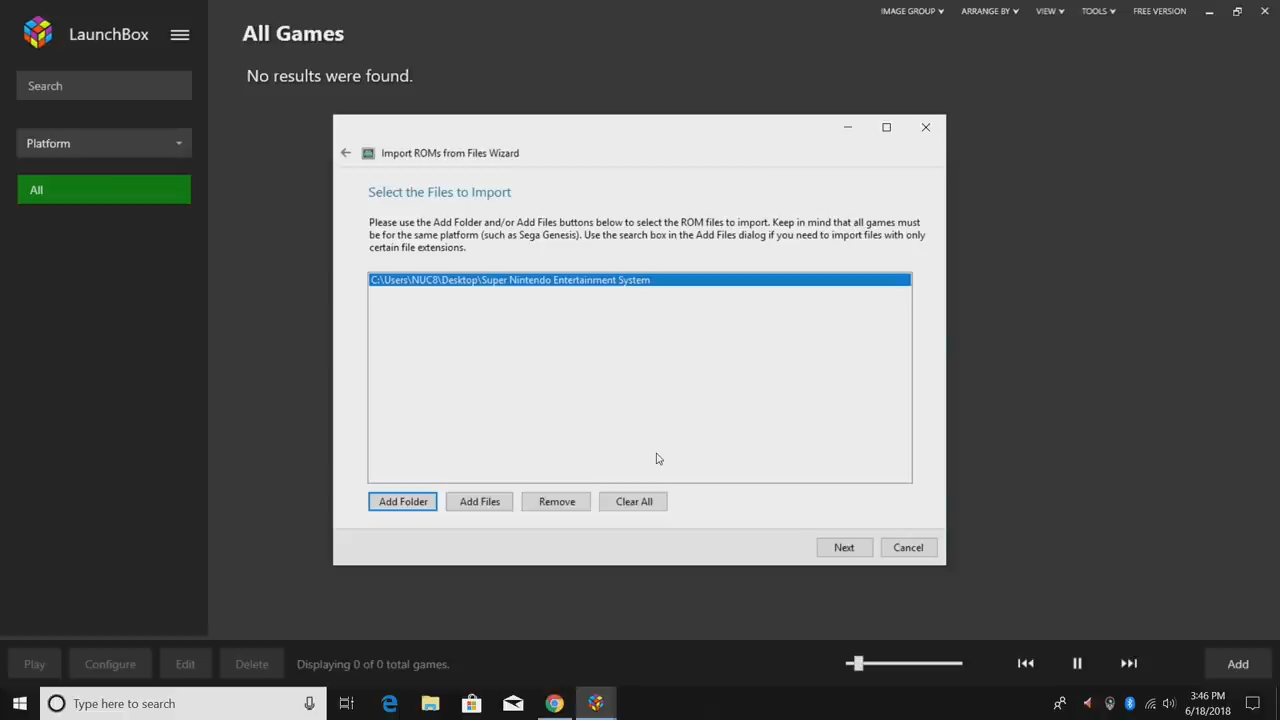 LaunchBox
All Games
IMAGE GROUP
ARRANGE BY
VIEW
TOOLS
FREE VERSION
Search
No results were found.
Platform
All
Import ROMs from Files Wizard
Select the Files to Import
Please use the Add Folder and/or Add Files buttons below to select the ROM files to import. Keep in mind that all games must
be for the same platform (such as Sega Genesis). Use the search box in the Add Files dialog if you need to import files with only
certain file extensions.
C:\Users\NUC8\Desktop\Super Nintendo Entertainment System
Add Folder
Add Files
Remove
Clear All
Next
Cancel
Play
Configure
Edit
Delete
Displaying 0 of 0 total games.
Add
Type here to search
3:46 PM
6/18/2018